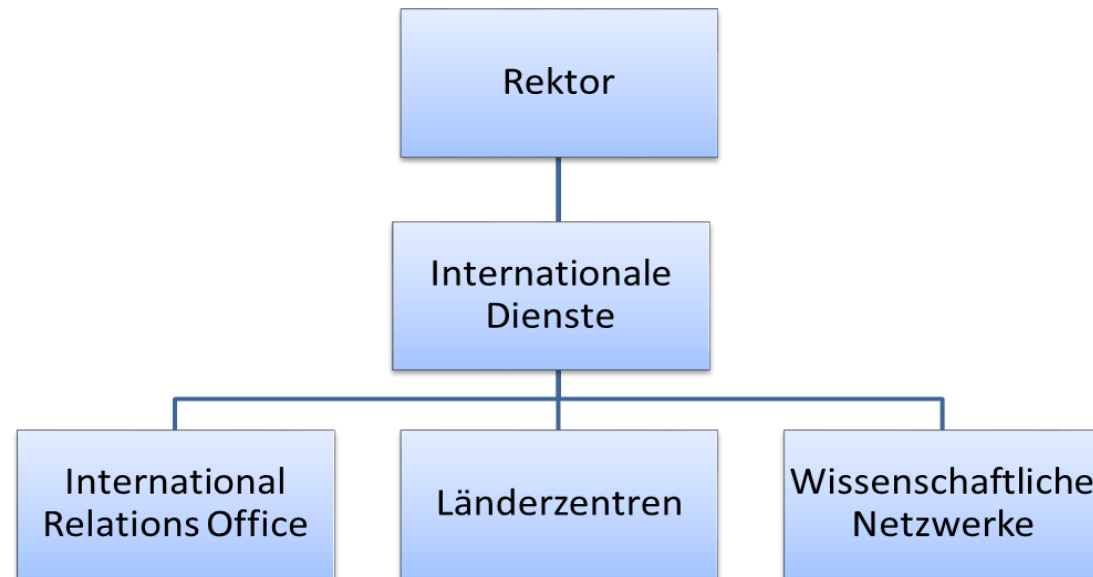 Rektor
Internationale
Dienste
International
Relations Office
Länderzentren
Wissenschaftliche
Netzwerke